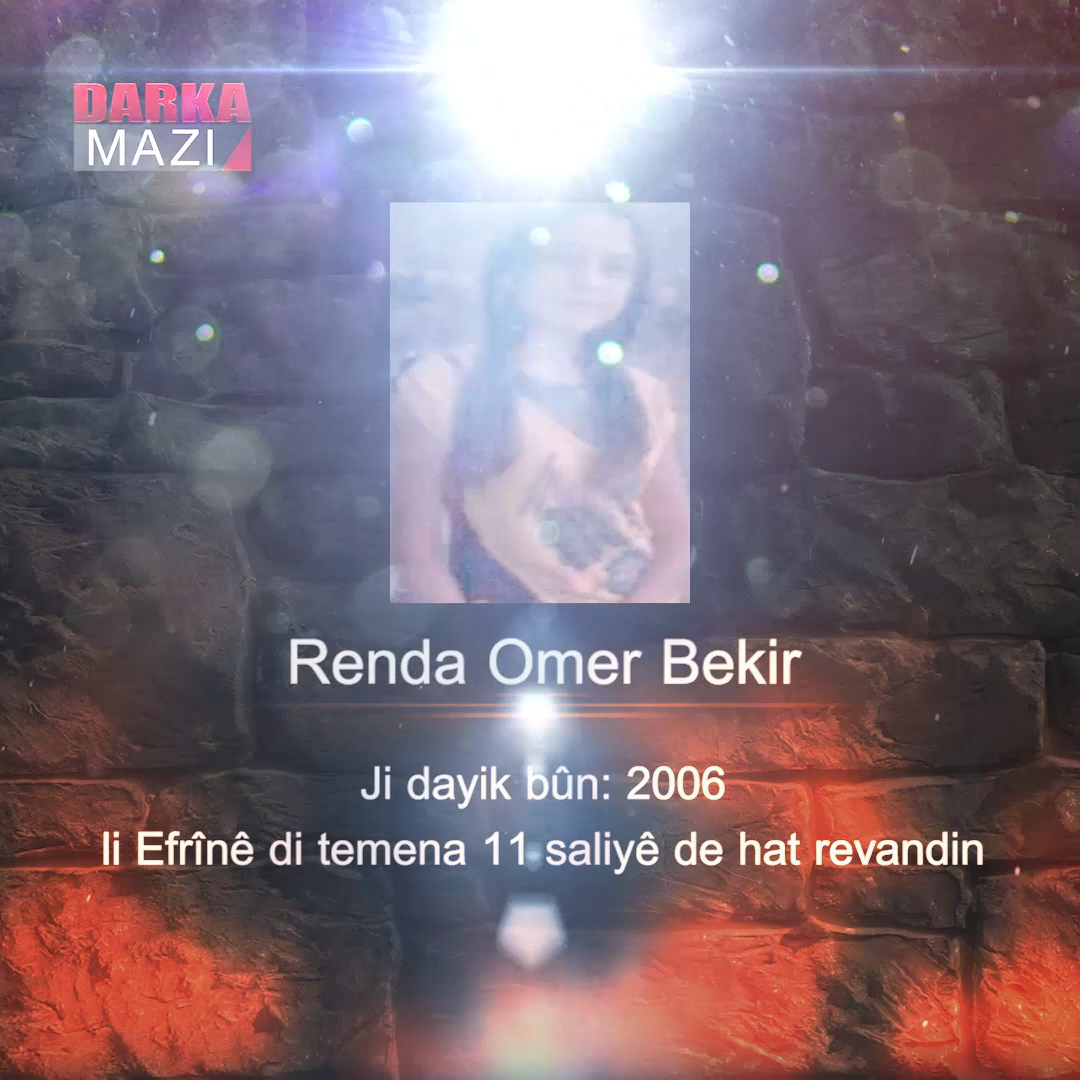 DARKA
MAZI
Renda Omer Bekir
Ji dayik bûn: 2006
li Efrînê di temena 11 saliyê de hat revandin